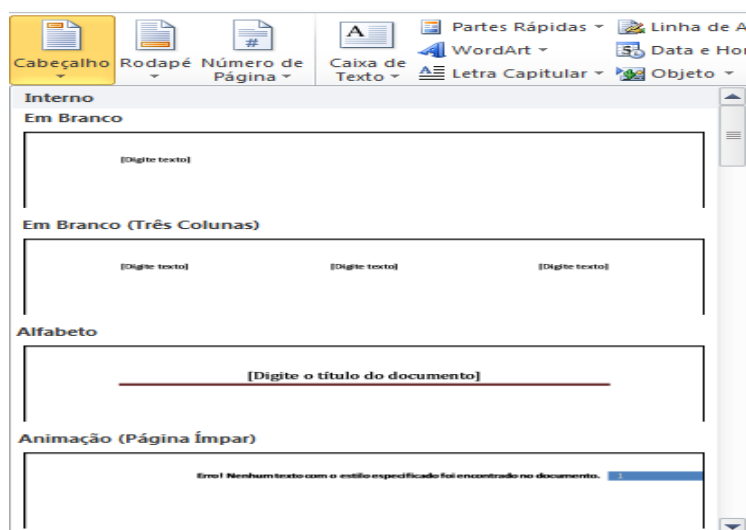 Cabeçalho Rodapé Número de Página Caixa de Texto
Partes Rápidas Linha de A
WordArt Data e Hor
Letra Capitular Objeto
Interno
Em Branco
[Digite texto]
Em Branco (Três Colunas)
[Digite texto] [Digite texto] [Digite texto]
Alfabeto
[Digite o título do documento]
Animação (Página Ímpar)
Erro! Nenhum texto com o estilo especificado foi encontrado no documento. 1